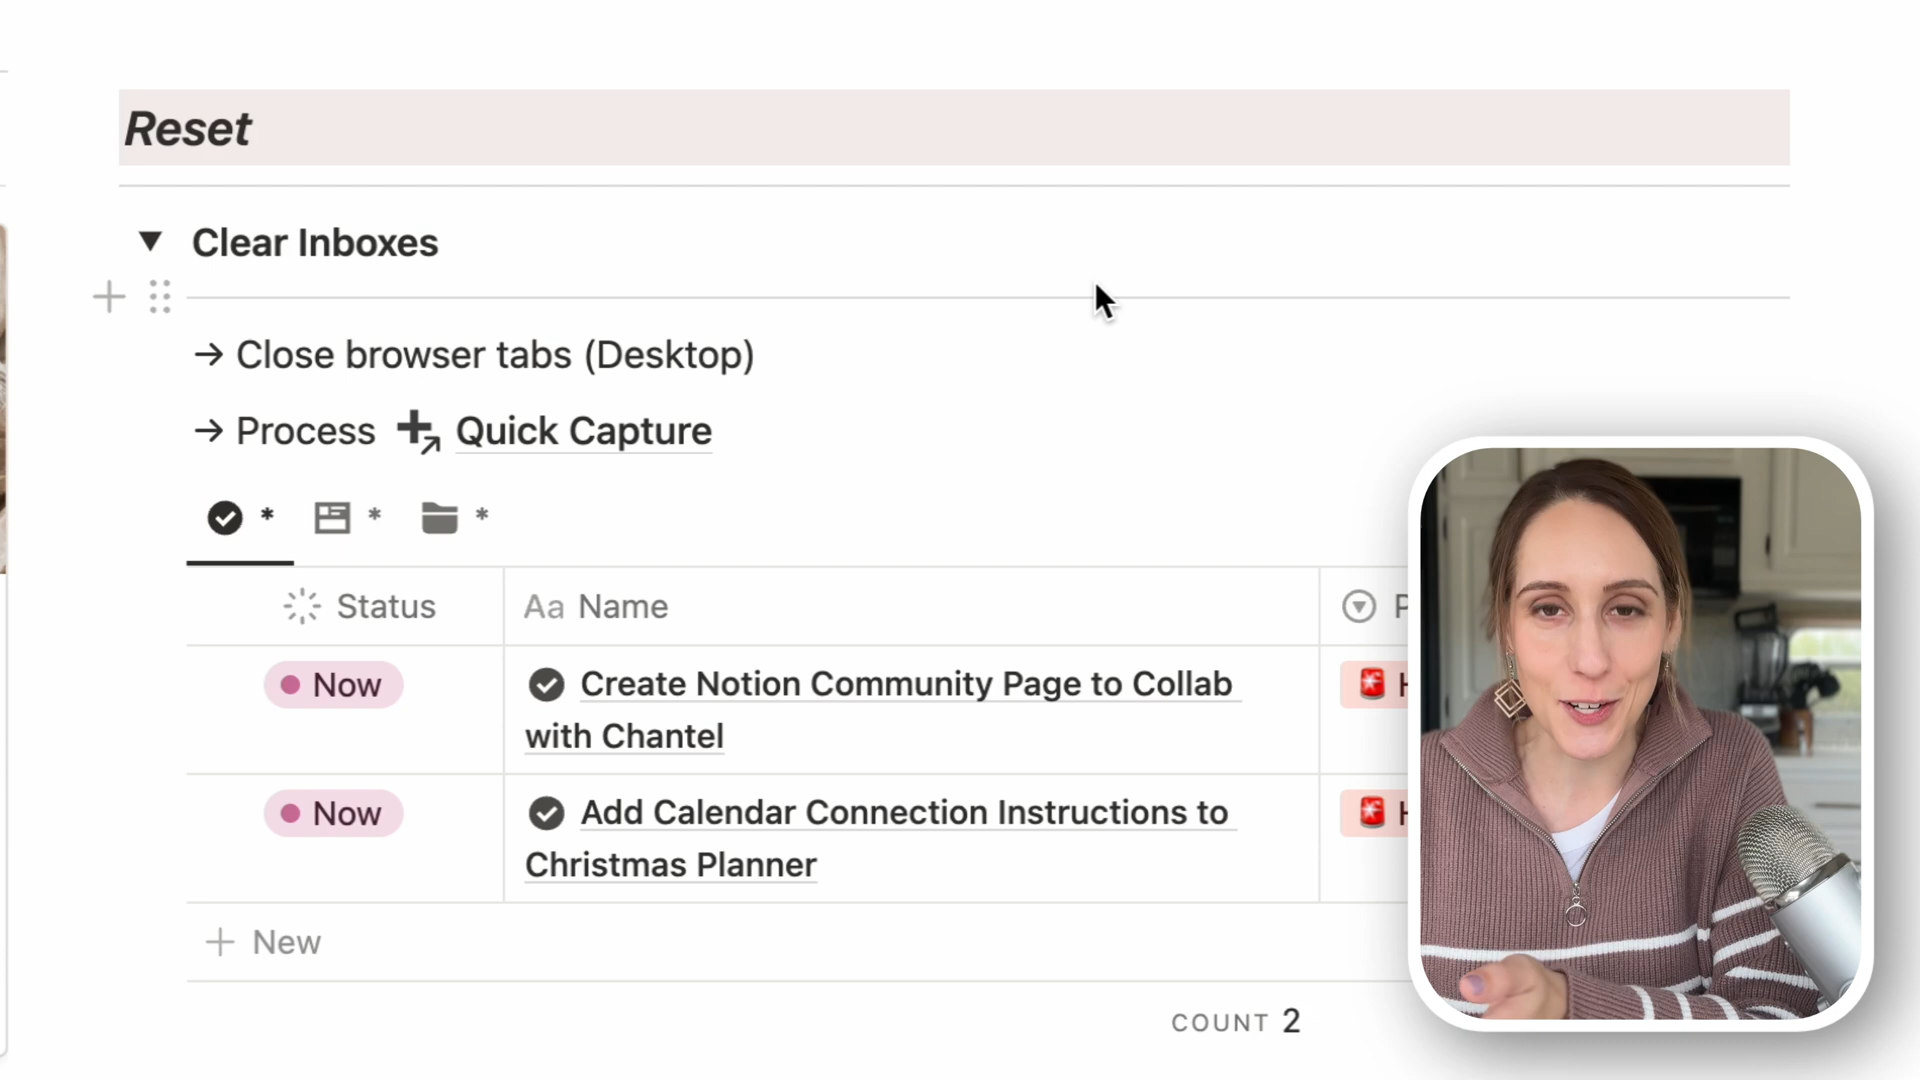 Reset
Clear Inboxes
→ Close browser tabs (Desktop)
→ Process Quick Capture
* * *
Status Aa Name
Now Create Notion Community Page to Collab
with Chantel
Now Add Calendar Connection Instructions to
Christmas Planner
+ New
COUNT 2